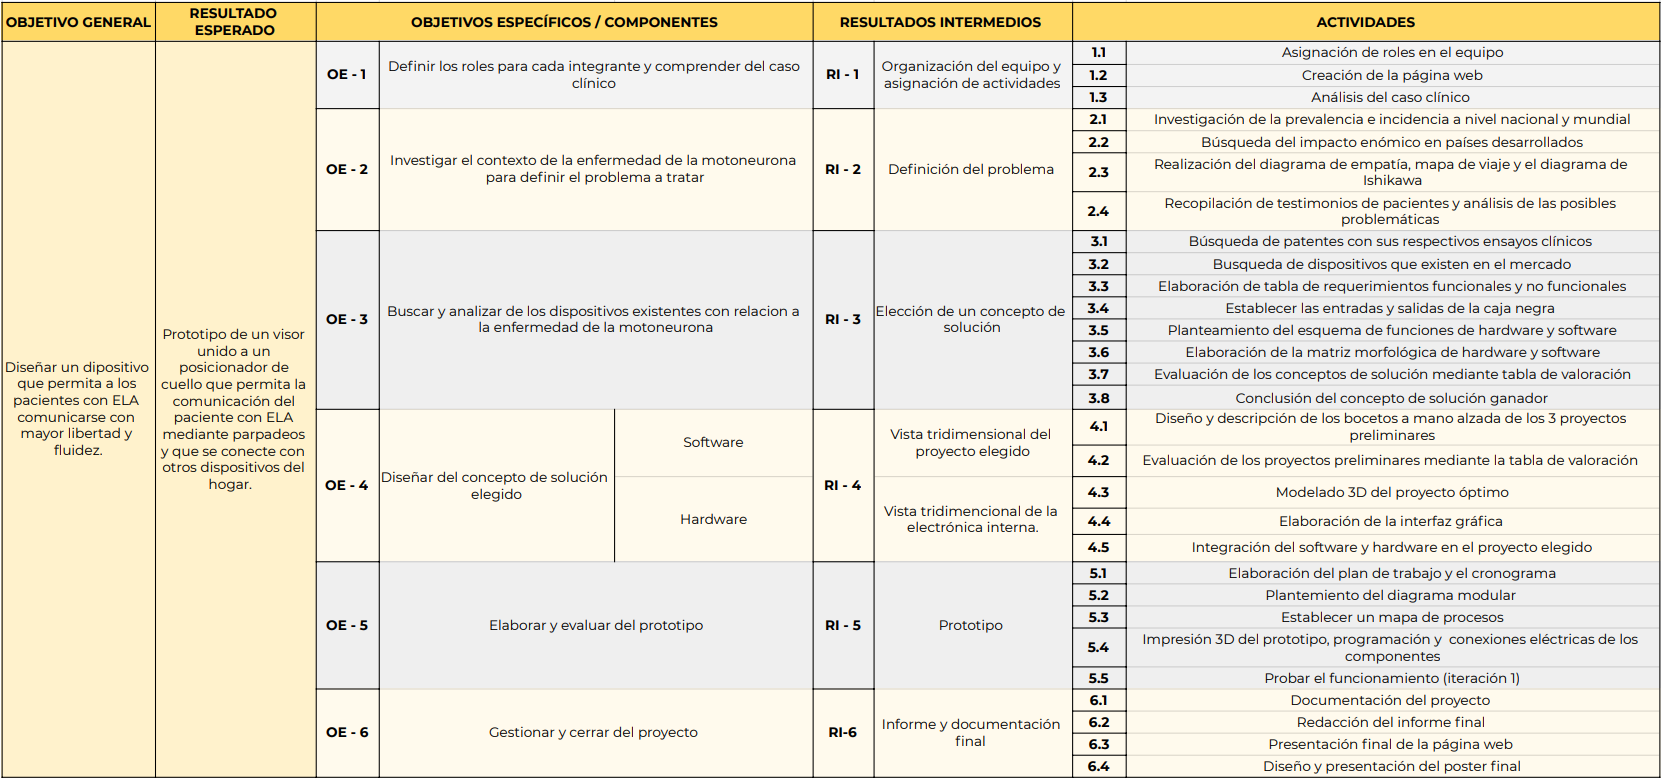 OBJETIVO GENERAL
RESULTADO
ESPERADO
OBJETIVOS ESPECÍFICOS / COMPONENTES
RESULTADOS INTERMEDIOS
ACTIVIDADES
Diseñar un dipositivo
que permita a los
pacientes con ELA
comunicarse con
mayor libertad y
fluidez.
Prototipo de un visor
unido a un
posicionador de
cuello que permita la
comunicación del
paciente con ELA
mediante parpadeos
y que se conecte con
otros dispositivos del
hogar.
OE - 1
Definir los roles para cada integrante y comprender del caso
clínico
RI - 1
Organización del equipo y
asignación de actividades
1.1
Asignación de roles en el equipo
1.2
Creación de la página web
1.3
Análisis del caso clínico
OE - 2
Investigar el contexto de la enfermedad de la motoneurona
para definir el problema a tratar
RI - 2
Definición del problema
2.1
Investigación de la prevalencia e incidencia a nivel nacional y mundial
2.2
Búsqueda del impacto enómico en países desarrollados
2.3
Realización del diagrama de empatía, mapa de viaje y el diagrama de
Ishikawa
2.4
Recopilación de testimonios de pacientes y análisis de las posibles
problemáticas
OE - 3
Buscar y analizar de los dispositivos existentes con relacion a
la enfermedad de la motoneurona
RI - 3
Elección de un concepto de
solución
3.1
Búsqueda de patentes con sus respectivos ensayos clínicos
3.2
Busqueda de dispositivos que existen en el mercado
3.3
Elaboración de tabla de requerimientos funcionales y no funcionales
3.4
Establecer las entradas y salidas de la caja negra
3.5
Planteamiento del esquema de funciones de hardware y software
3.6
Elaboración de la matriz morfológica de hardware y software
3.7
Evaluación de los conceptos de solución mediante tabla de valoración
3.8
Conclusión del concepto de solución ganador
OE - 4
Diseñar del concepto de solución
elegido
Software
Hardware
RI - 4
Vista tridimensional del
proyecto elegido
Vista tridimencional de la
electrónica interna.
4.1
Diseño y descripción de los bocetos a mano alzada de los 3 proyectos
preliminares
4.2
Evaluación de los proyectos preliminares mediante la tabla de valoración
4.3
Modelado 3D del proyecto óptimo
4.4
Elaboración de la interfaz gráfica
4.5
Integración del software y hardware en el proyecto elegido
OE - 5
Elaborar y evaluar del prototipo
RI - 5
Prototipo
5.1
Elaboración del plan de trabajo y el cronograma
5.2
Plantemiento del diagrama modular
5.3
Establecer un mapa de procesos
5.4
Impresión 3D del prototipo, programación y conexiones eléctricas de los
componentes
5.5
Probar el funcionamiento (iteración 1)
OE - 6
Gestionar y cerrar del proyecto
RI-6
Informe y documentación
final
6.1
Documentación del proyecto
6.2
Redacción del informe final
6.3
Presentación final de la página web
6.4
Diseño y presentación del poster final